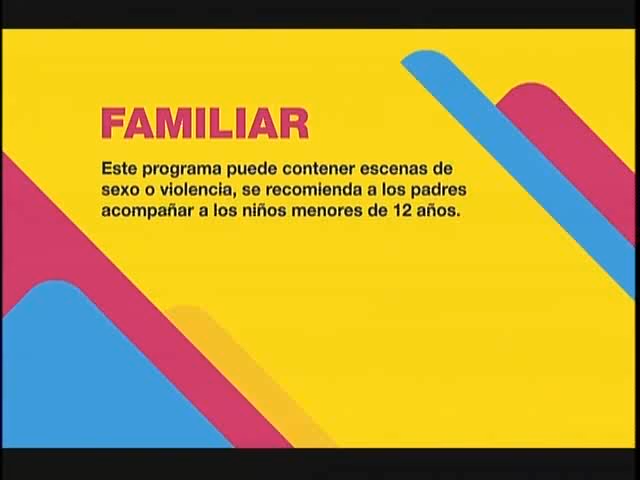 FAMILIAR
Este programa puede contener escenas de
sexo o violencia, se recomienda a los padres
acompañar a los niños menores de 12 años.